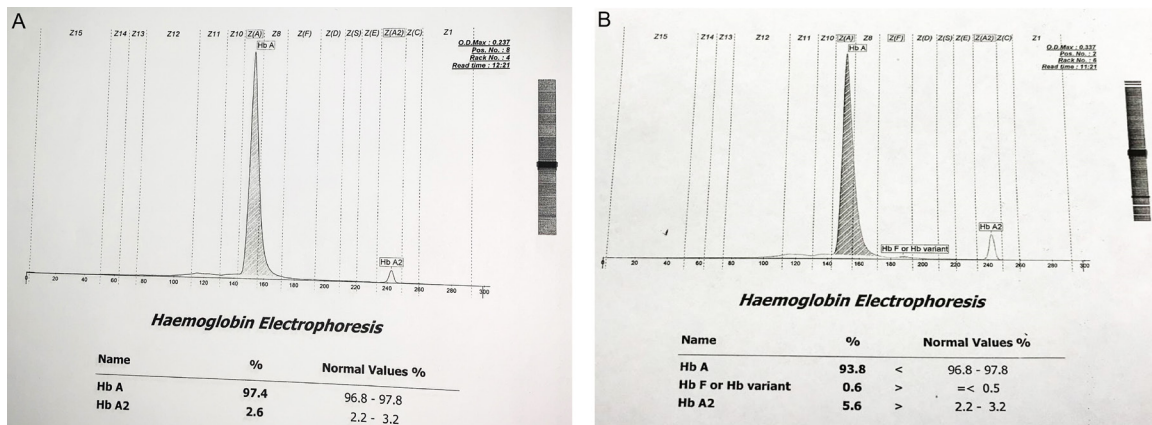 A
Z15 Z14 Z13 Z12 Z11 Z10 Z(A) Z8 Z(F) Z(D) Z(S) Z(E) Z(A2) Z(C) Z1
Hb A
O.D.Max : 0.237
Pos. No. : 8
Rack No. : 4
Read time : 12:21
Hb A2
0 20 40 60 80 100 120 140 160 180 200 220 240 260 280 300
Haemoglobin Electrophoresis
Name % Normal Values %
Hb A 97.4 96.8 - 97.8
Hb A2 2.6 2.2 - 3.2
B
Z15 Z14 Z13 Z12 Z11 Z10 Z(A) Z8 Z(F) Z(D) Z(S) Z(E) Z(A2) Z(C) Z1
Hb A
O.D.Max : 0.337
Pos. No. : 2
Rack No. : 6
Read time : 11:21
Hb A2
Hb F or Hb variant
0 20 40 60 80 100 120 140 160 180 200 220 240 260 280 300
Haemoglobin Electrophoresis
Name % Normal Values %
Hb A 93.8 < 96.8 - 97.8
Hb F or Hb variant 0.6 > =< 0.5
Hb A2 5.6 > 2.2 - 3.2